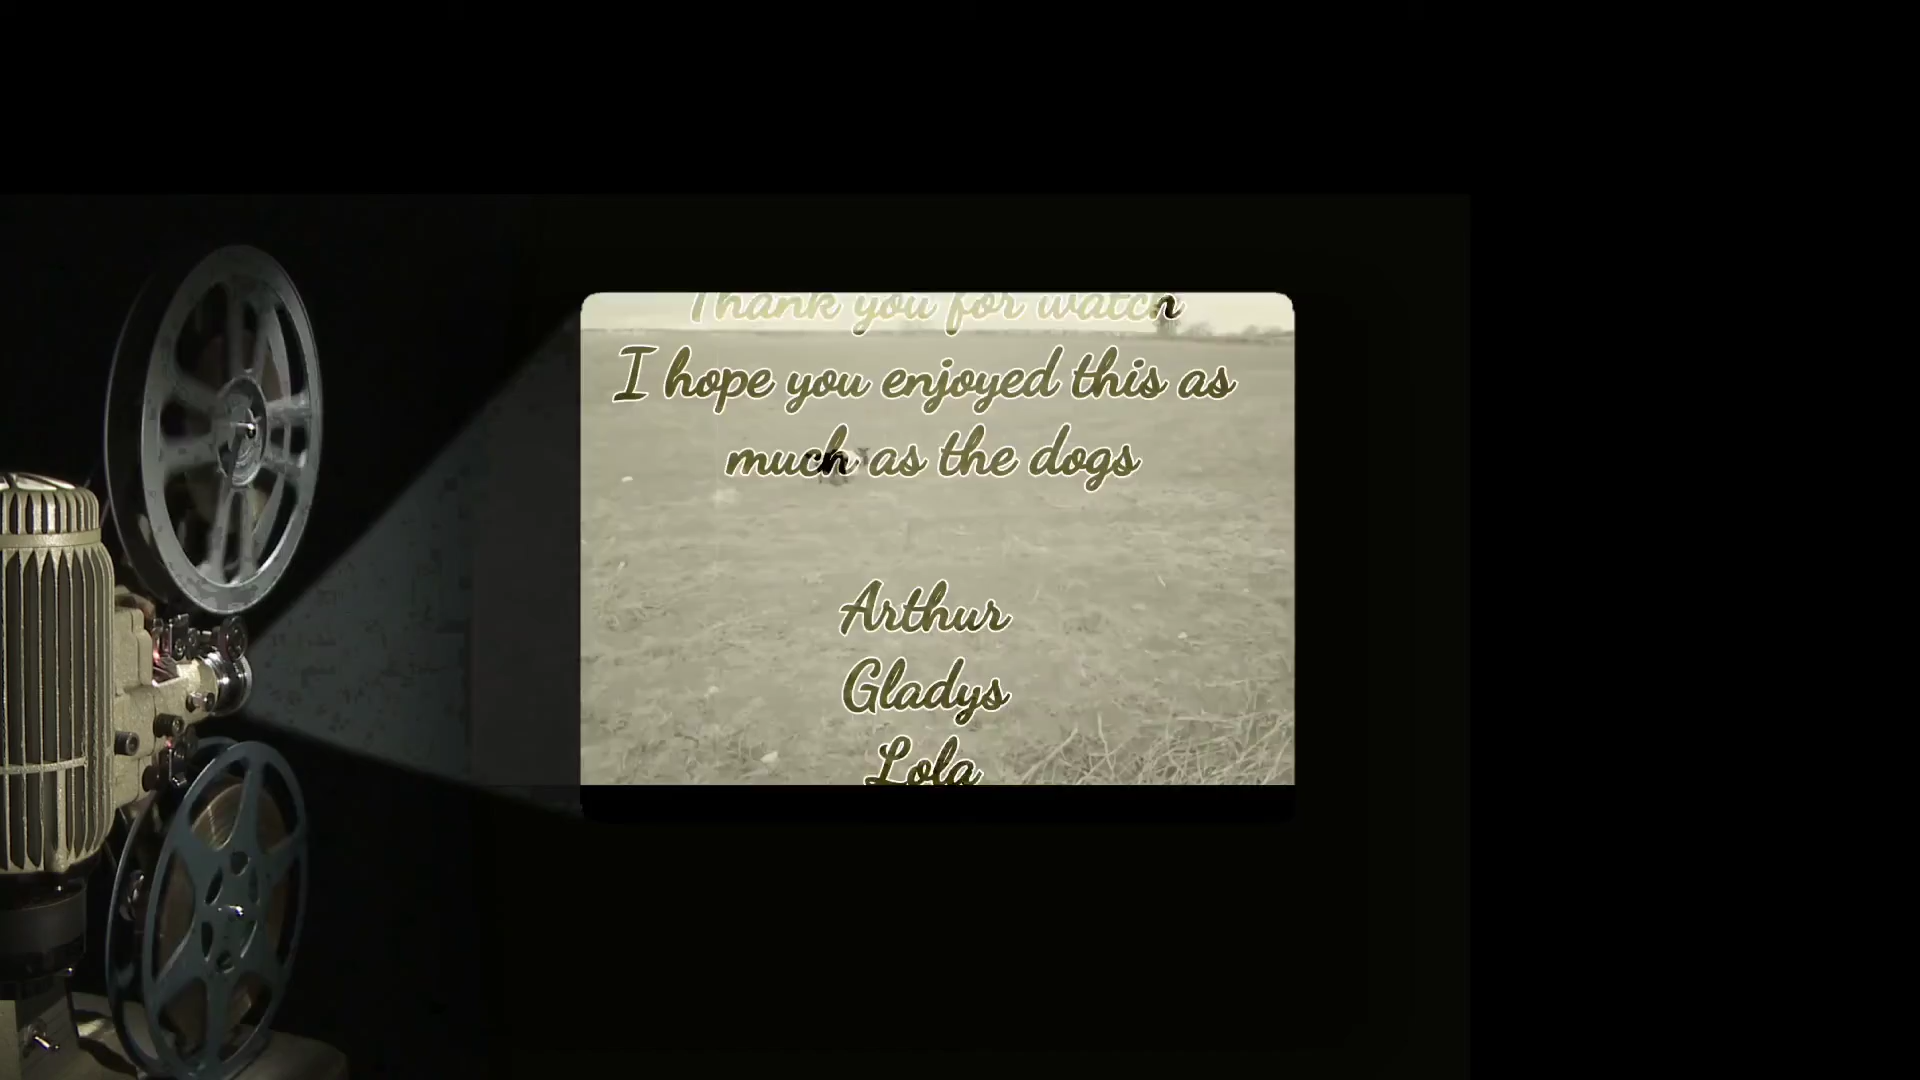 Thank you for watch
I hope you enjoyed this as
much as the dogs
Arthur
Gladys
Lola